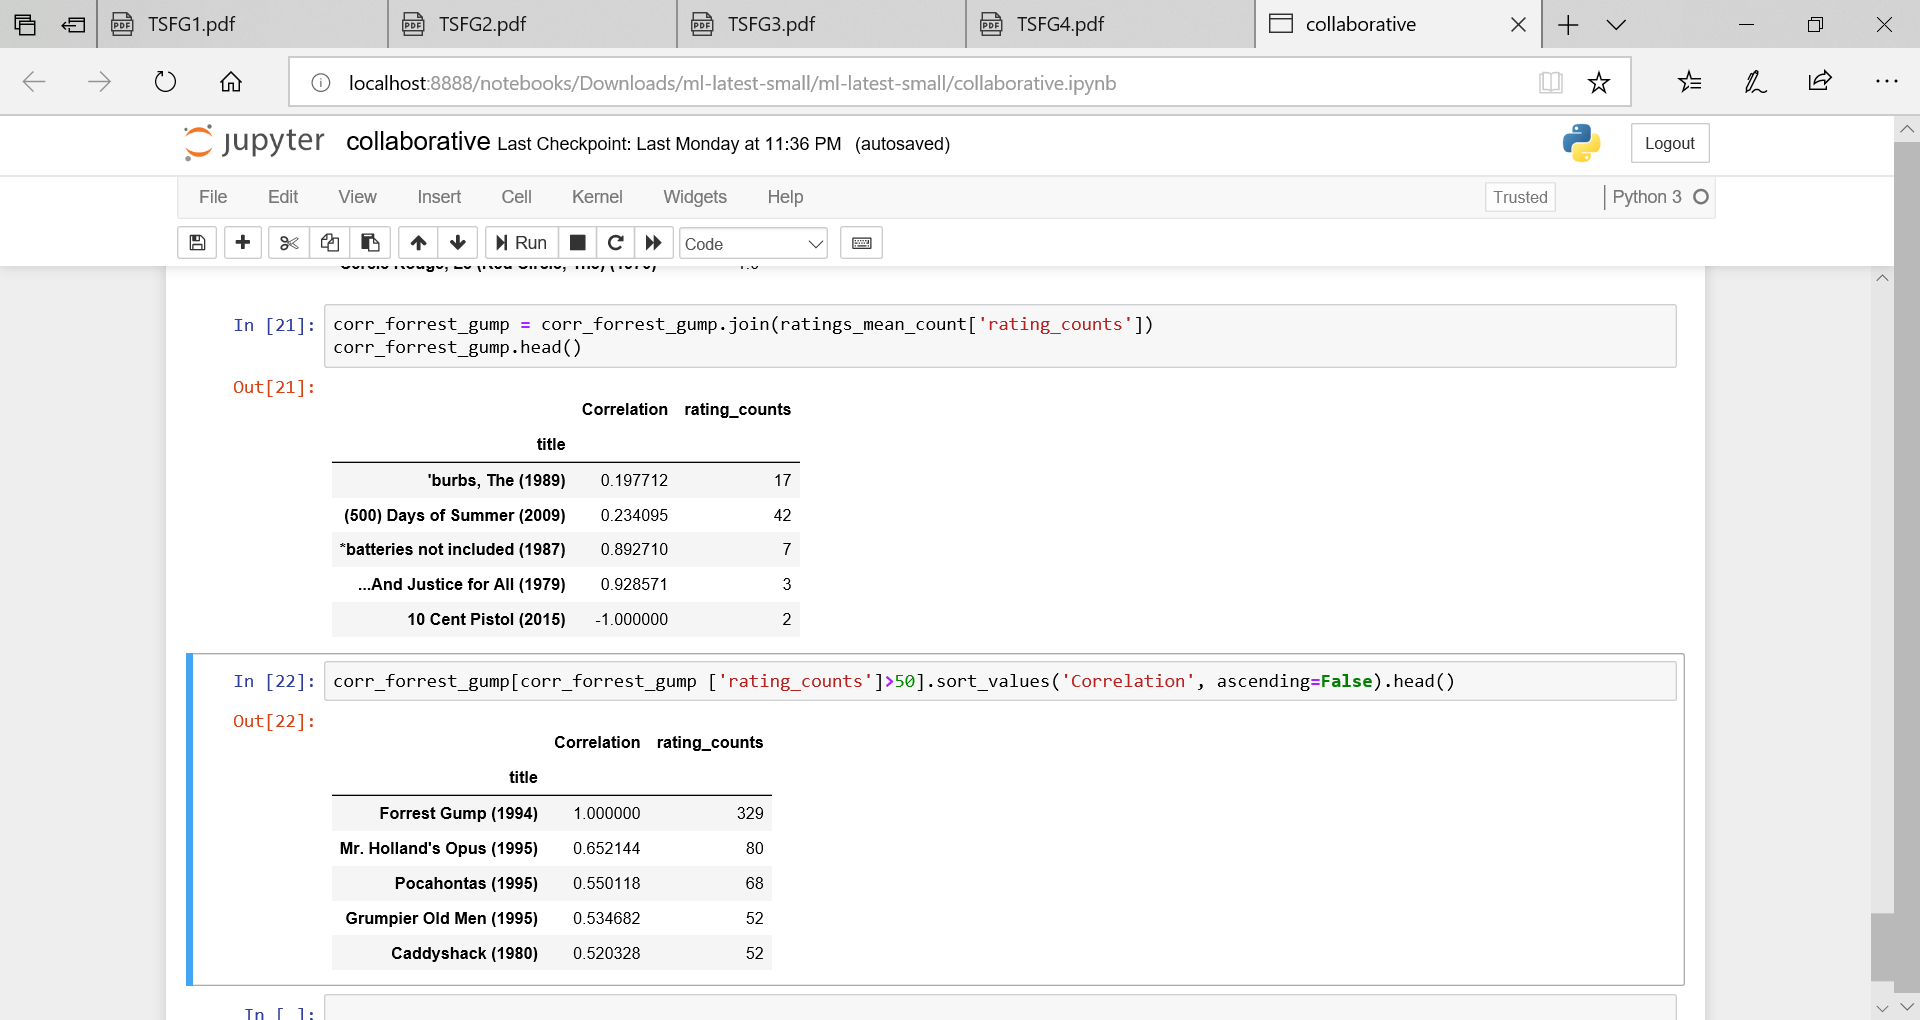 TSFG1.pdf TSFG2.pdf TSFG3.pdf TSFG4.pdf collaborative
localhost:8888/notebooks/Downloads/ml-latest-small/ml-latest-small/collaborative.ipynb
jupyter collaborative Last Checkpoint: Last Monday at 11:36 PM (autosaved) Logout
File Edit View Insert Cell Kernel Widgets Help Trusted Python 3
Run Code
In [21]: corr_forrest_gump = corr_forrest_gump.join(ratings_mean_count['rating_counts'])
corr_forrest_gump.head()
Out[21]:
Correlation rating_counts
title
'burbs, The (1989) 0.197712 17
(500) Days of Summer (2009) 0.234095 42
*batteries not included (1987) 0.892710 7
...And Justice for All (1979) 0.928571 3
10 Cent Pistol (2015) -1.000000 2
In [22]: corr_forrest_gump[corr_forrest_gump ['rating_counts']>50].sort_values('Correlation', ascending=False).head()
Out[22]:
Correlation rating_counts
title
Forrest Gump (1994) 1.000000 329
Mr. Holland's Opus (1995) 0.652144 80
Pocahontas (1995) 0.550118 68
Grumpier Old Men (1995) 0.534682 52
Caddyshack (1980) 0.520328 52
In [ ]: